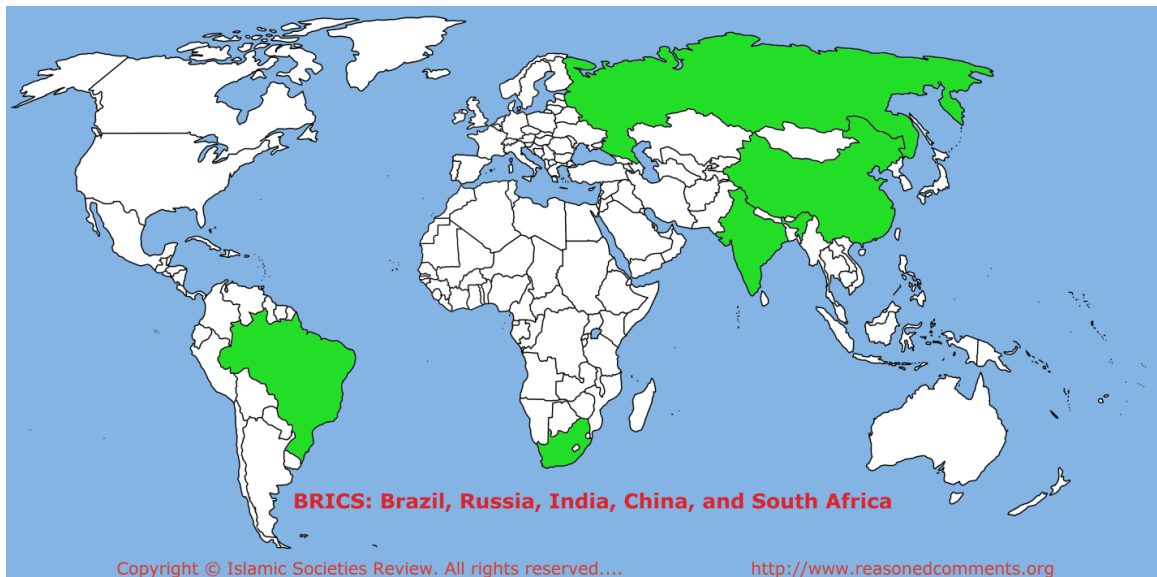 BRICS: Brazil, Russia, India, China, and South Africa
Copyright © Islamic Societies Review. All rights reserved.... http://www.reasonedcomments.org